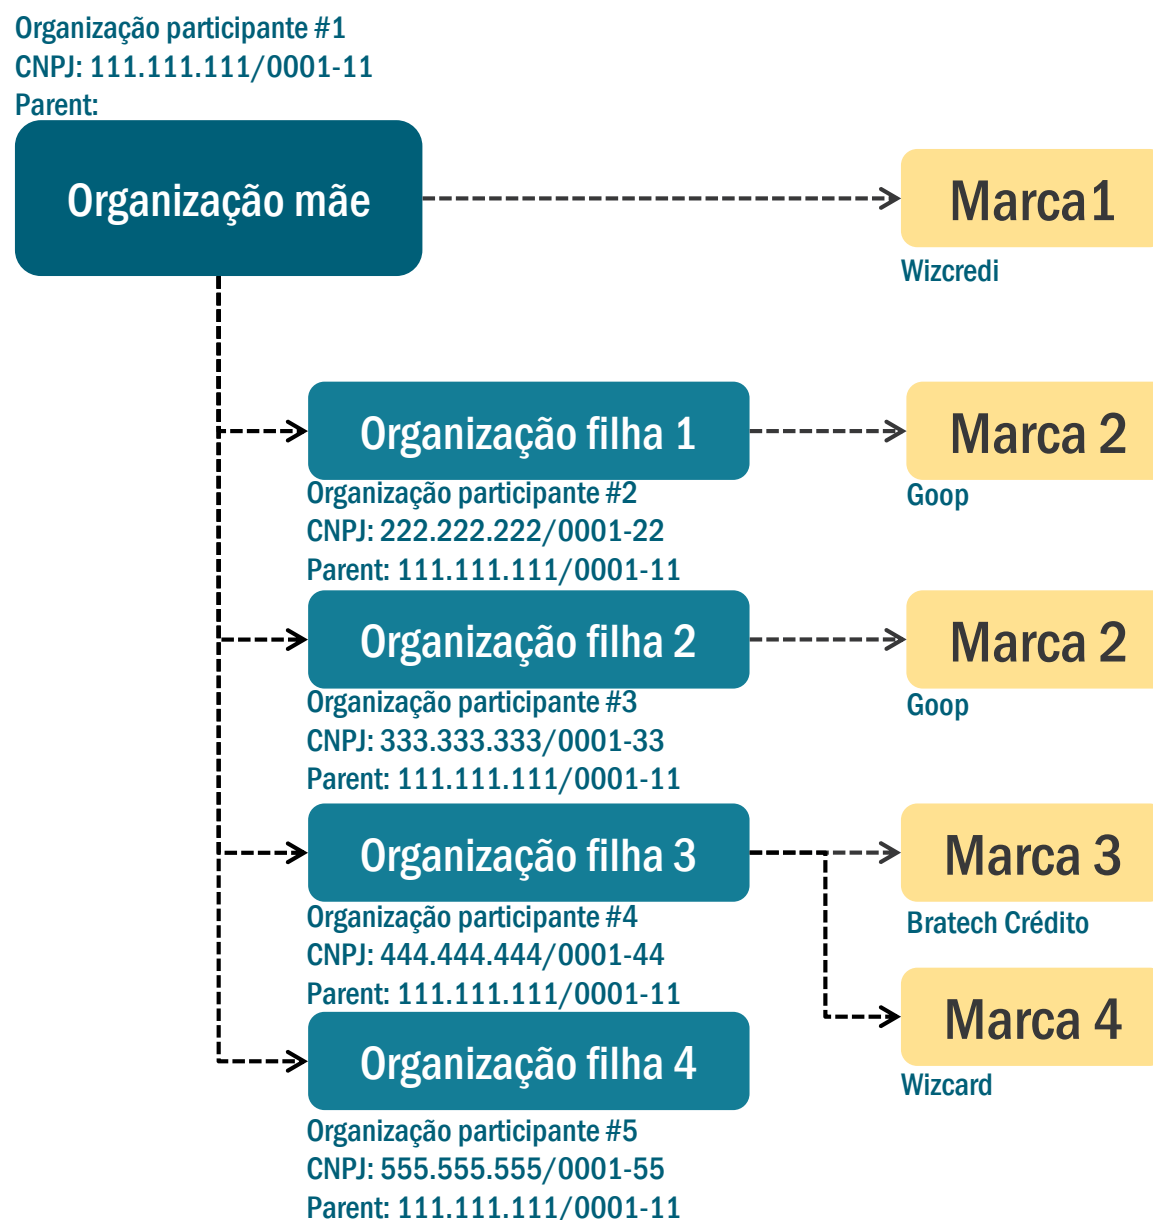 Organização participante #1
CNPJ: 111.111.111/0001-11
Parent:
Organização mãe
Marca1
Wizcredi
Organização filha 1
Marca 2
Organização participante #2
Goop
CNPJ: 222.222.222/0001-22
Parent: 111.111.111/0001-11
Organização filha 2
Marca 2
Organização participante #3
Goop
CNPJ: 333.333.333/0001-33
Parent: 111.111.111/0001-11
Organização filha 3
Marca 3
Organização participante #4
Bratech Crédito
CNPJ: 444.444.444/0001-44
Parent: 111.111.111/0001-11
Marca 4
Organização filha 4
Wizcard
Organização participante #5
CNPJ: 555.555.555/0001-55
Parent: 111.111.111/0001-11